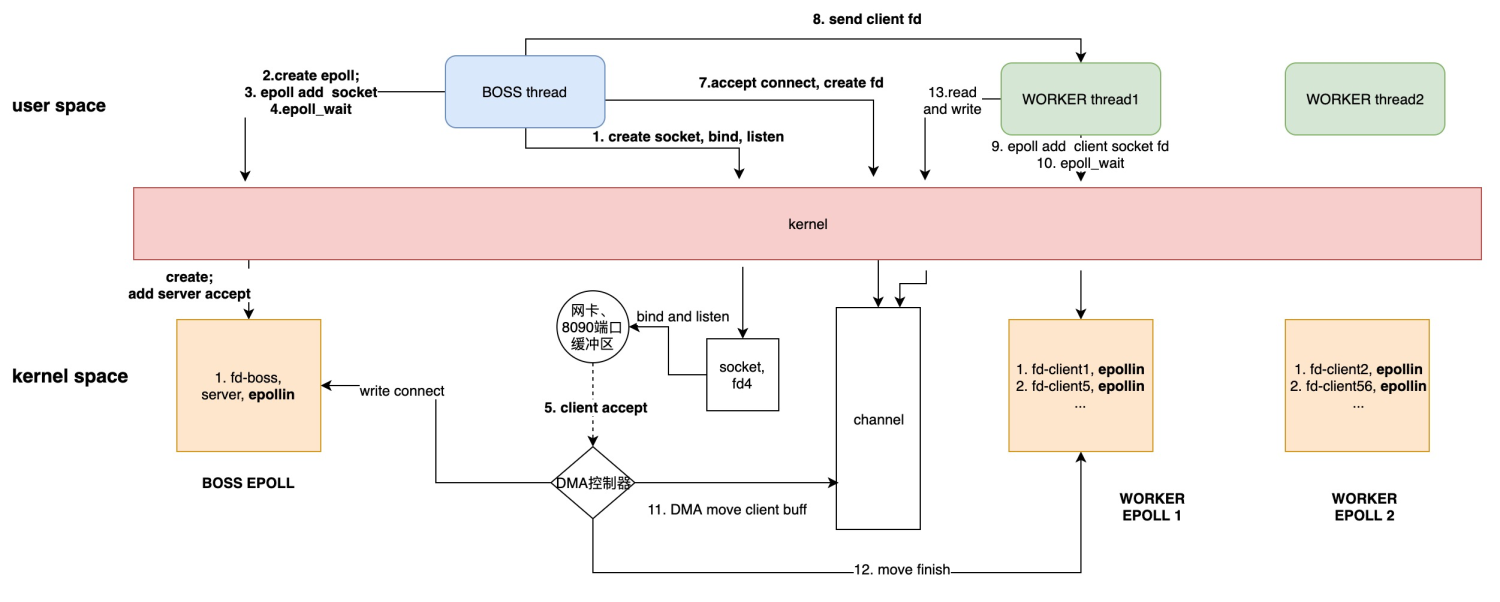 8. send client fd
2.create epoll;
3. epoll add  socket
4.epoll_wait
BOSS thread
7.accept connect, create fd
13.read
and write
WORKER thread1
WORKER thread2
user space
1. create socket, bind, listen
9. epoll add  client socket fd
10. epoll_wait
kernel
create;
add server accept
网卡、
8090端口
缓冲区
bind and listen
kernel space
1. fd-boss,
server, epollin
write connect
socket,
fd4
5. client accept
channel
1. fd-client1, epollin
2. fd-client5, epollin
...
1. fd-client2, epollin
2. fd-client56, epollin
...
BOSS EPOLL
DMA控制器
11. DMA move client buff
WORKER
EPOLL 1
WORKER
EPOLL 2
12. move finish